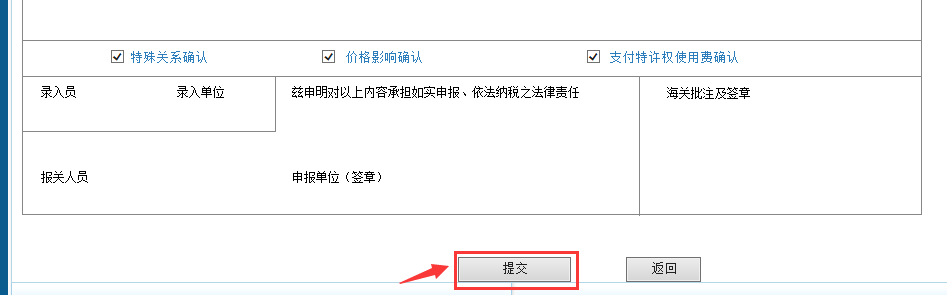 特殊关系确认 价格影响确认 支付特许权使用费确认
录入员 录入单位 兹申明对以上内容承担如实申报、依法纳税之法律责任 海关批注及签章
报关人员 申报单位（签章）
提交 返回